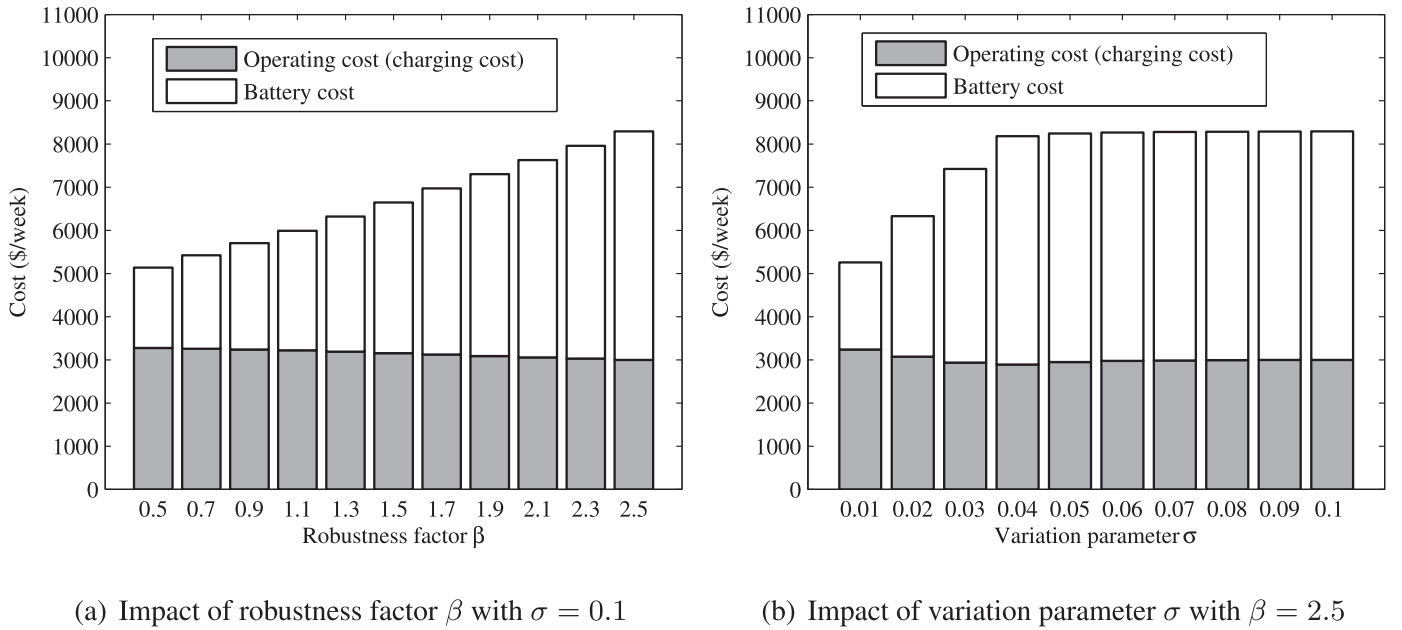 11000
10000
9000
8000
7000
6000
5000
4000
3000
2000
1000
0
Cost ($/week)
Operating cost (charging cost)
Battery cost
0.5 0.7 0.9 1.1 1.3 1.5 1.7 1.9 2.1 2.3 2.5
Robustness factor β
(a) Impact of robustness factor β with σ = 0.1
11000
10000
9000
8000
7000
6000
5000
4000
3000
2000
1000
0
Cost ($/week)
Operating cost (charging cost)
Battery cost
0.01 0.02 0.03 0.04 0.05 0.06 0.07 0.08 0.09 0.1
Variation parameter σ
(b) Impact of variation parameter σ with β = 2.5